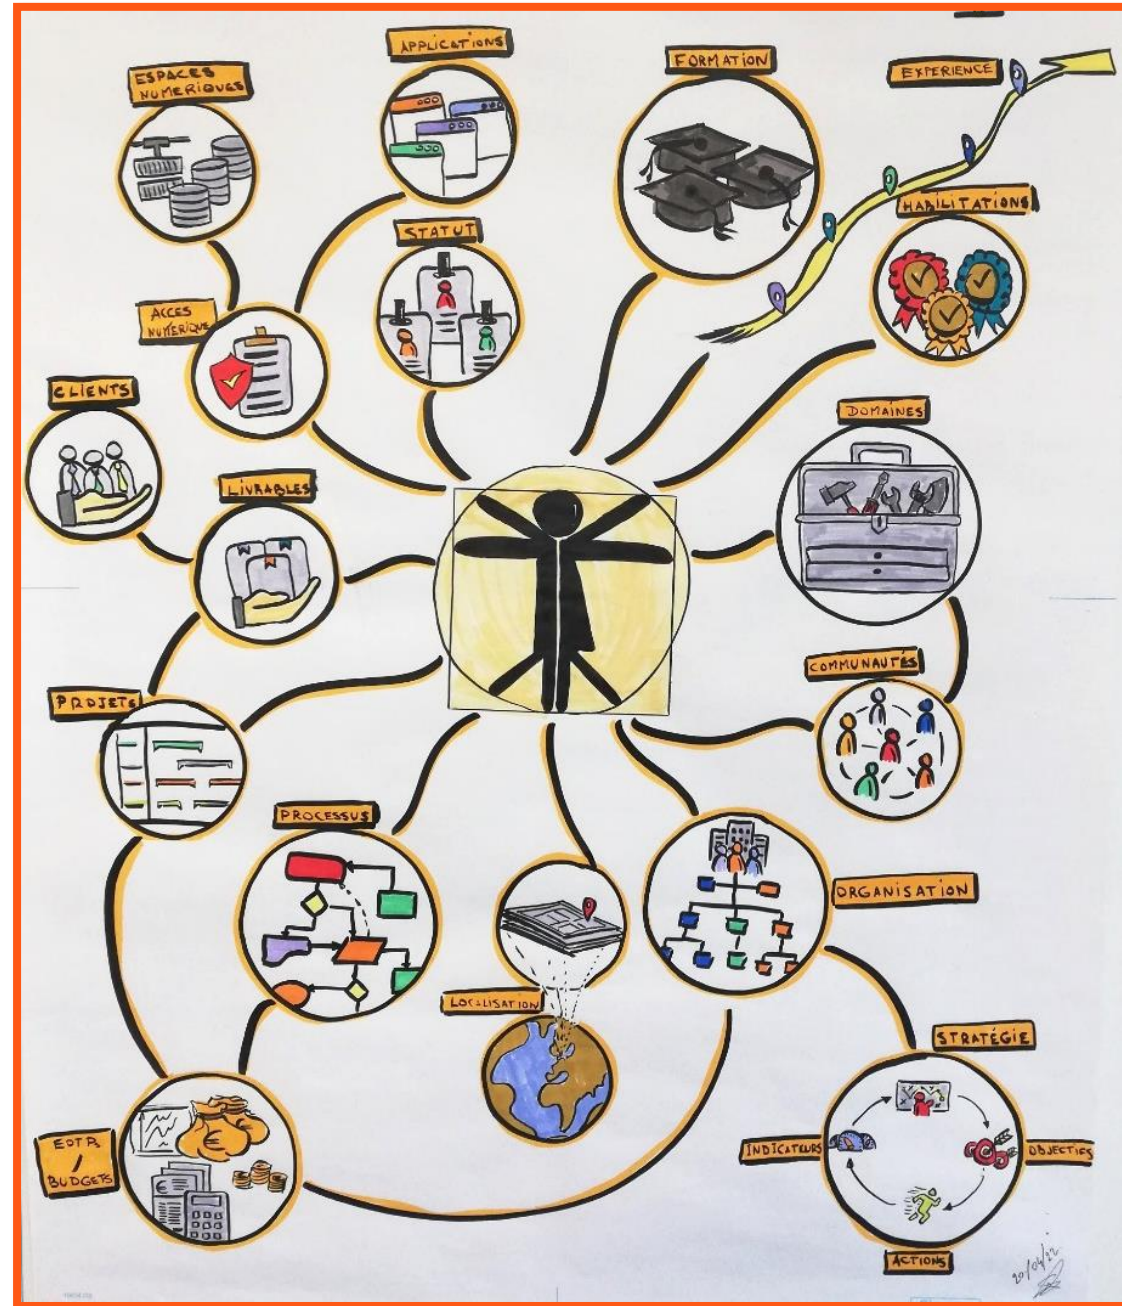 APPLICATIONS
FORMATION
EXPERIENCE
ESPACES
NUMERIQUES
HABILITATIONS
STATUT
ACCES
NUMERIQUE
CLIENTS
DOMAINES
LIVRABLES
COMMUNAUTÉS
PROJETS
PROCESSUS
ORGANISATION
LOCALISATION
STRATÉGIE
EOTPs
/
BUDGETS
INDICATEURS
OBJECTIFS
ACTIONS
20/04/22